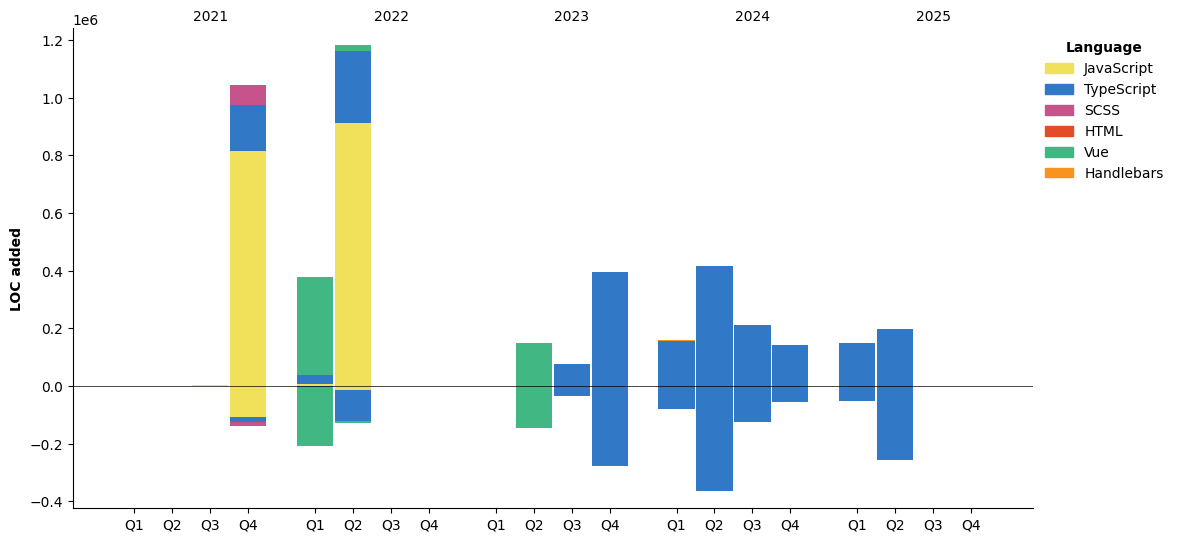 1e6
2021 2022 2023 2024 2025
1.2
1.0
0.8
0.6
0.4
0.2
0.0
−0.2
−0.4
LOC added
Q1 Q2 Q3 Q4 Q1 Q2 Q3 Q4 Q1 Q2 Q3 Q4 Q1 Q2 Q3 Q4 Q1 Q2 Q3 Q4
Language
JavaScript
TypeScript
SCSS
HTML
Vue
Handlebars